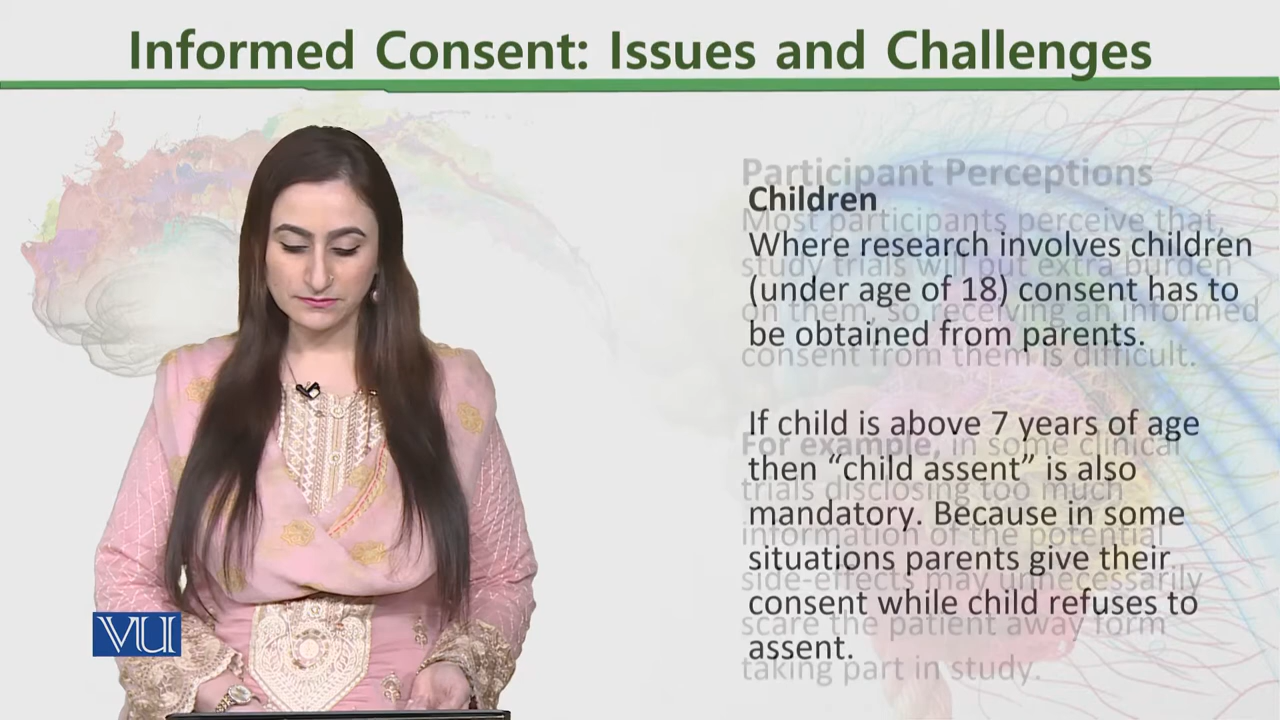 Informed Consent: Issues and Challenges
Participant Perceptions
Most participants perceive that,
study trials will put extra burden
on them, so receiving an informed
consent from them is difficult.
For example, in some clinical
trials disclosing too much
information of the potential
side-effects may unnecessarily
scare the patient away form
taking part in study.
Children
Where research involves children
(under age of 18) consent has to
be obtained from parents.
If child is above 7 years of age
then “child assent” is also
mandatory. Because in some
situations parents give their
consent while child refuses to
assent.
VU